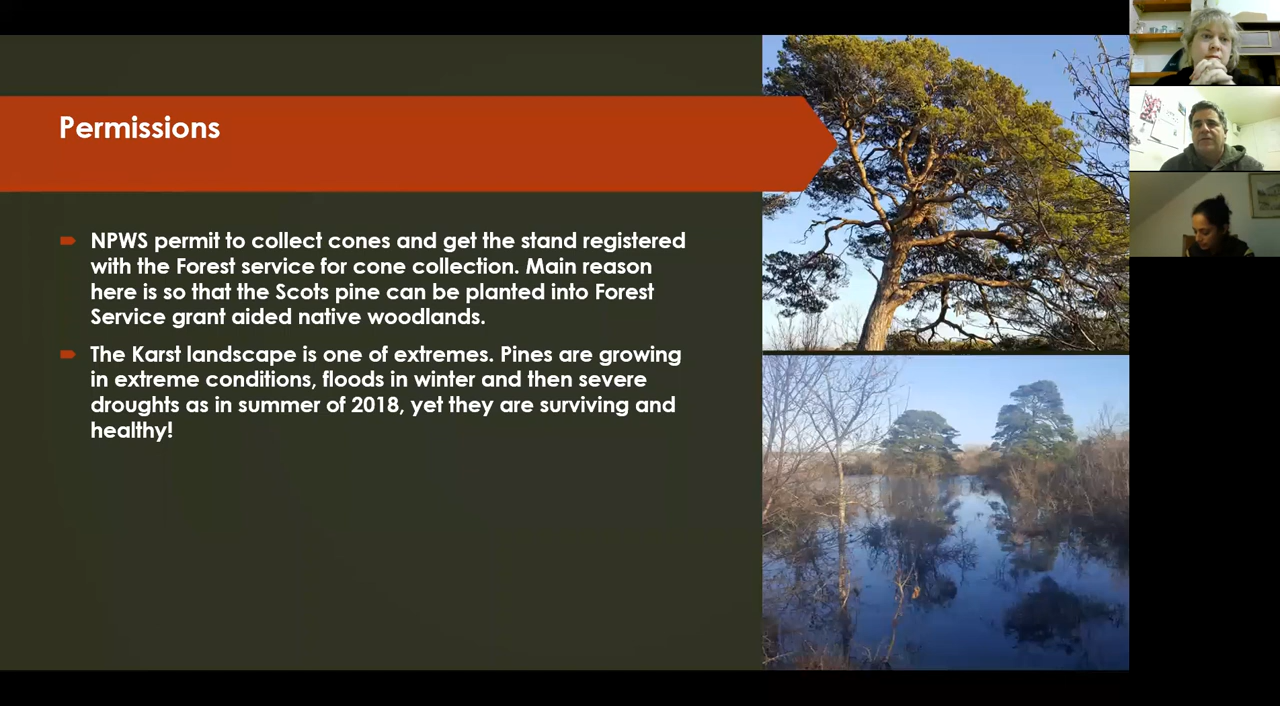 Permissions
NPWS permit to collect cones and get the stand registered
with the Forest service for cone collection. Main reason
here is so that the Scots pine can be planted into Forest
Service grant aided native woodlands.
The Karst landscape is one of extremes. Pines are growing
in extreme conditions, floods in winter and then severe
droughts as in summer of 2018, yet they are surviving and
healthy!